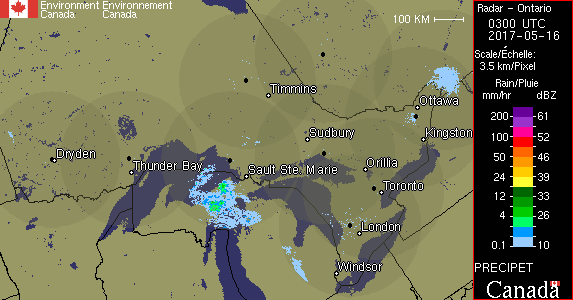 Environment Environnement
Canada Canada
100 KM
Timmins
Ottawa
Sudbury
Kingston
Dryden
Thunder Bay
Sault Ste. Marie
Orillia
Toronto
London
Windsor
Radar - Ontario
0300 UTC
2017-05-16
Scale/Échelle:
3.5 km/Pixel
Rain/Pluie
mm/hr dBZ
200 61
100 52
50 46
24 39
12 33
4 26
0.1 10
PRECIPET
Canada